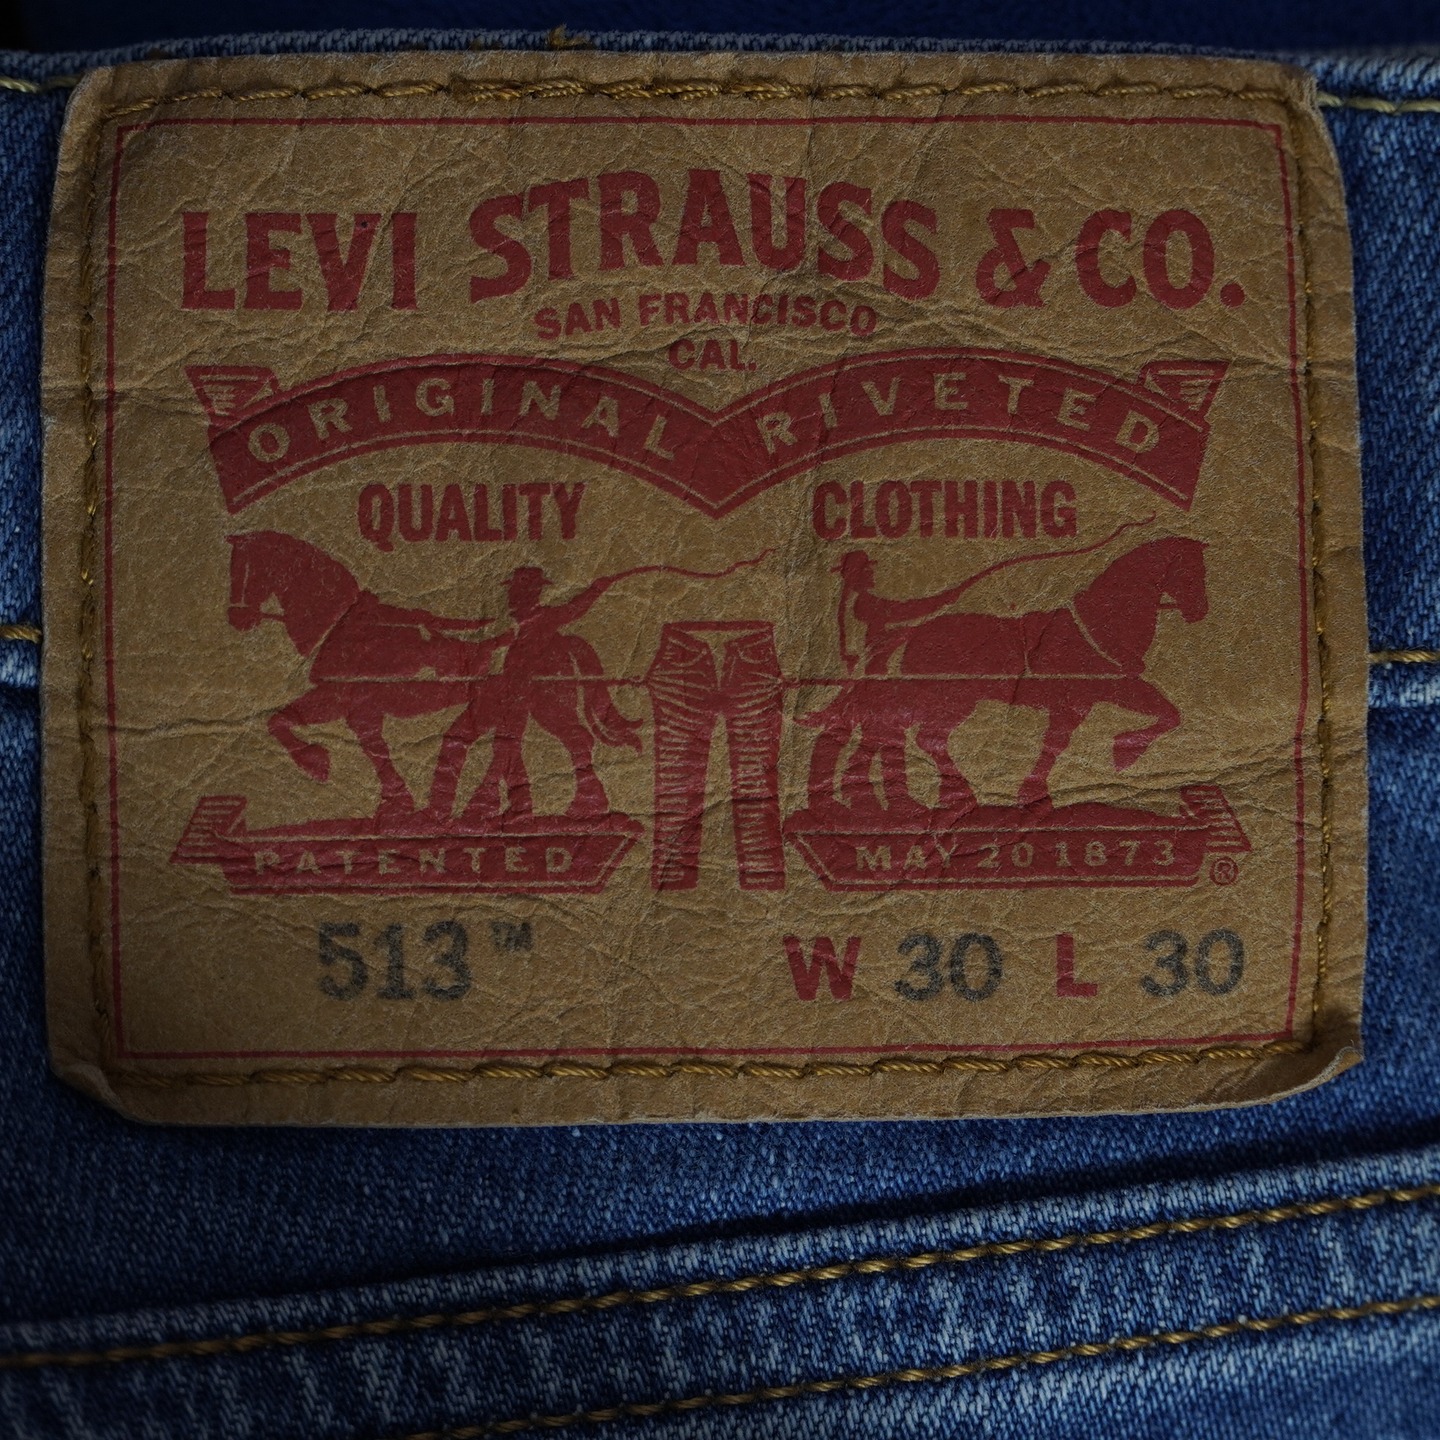 LEVI STRAUSS & CO.
SAN FRANCISCO
CAL.
ORIGINAL RIVETED
QUALITY CLOTHING
PATENTED MAY 20 1873 ®
513™ W 30 L 30